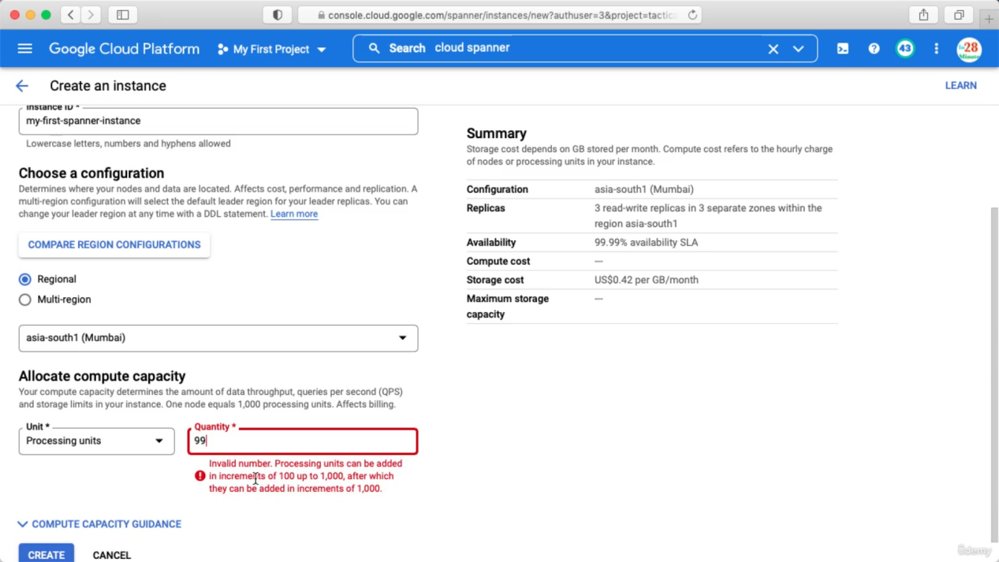 console.cloud.google.com/spanner/instances/new?authuser=3&project=tactica
Google Cloud Platform
My First Project
Search cloud spanner
43
in28
Minutes
Create an instance
LEARN
Instance ID *
my-first-spanner-instance
Lowercase letters, numbers and hyphens allowed
Choose a configuration
Determines where your nodes and data are located. Affects cost, performance and replication. A
multi-region configuration will select the default leader region for your leader replicas. You can
change your leader region at any time with a DDL statement. Learn more
COMPARE REGION CONFIGURATIONS
Regional
Multi-region
asia-south1 (Mumbai)
Allocate compute capacity
Your compute capacity determines the amount of data throughput, queries per second (QPS)
and storage limits in your instance. One node equals 1,000 processing units. Affects billing.
Unit *
Processing units
Quantity *
99
Invalid number. Processing units can be added
in increments of 100 up to 1,000, after which
they can be added in increments of 1,000.
COMPUTE CAPACITY GUIDANCE
CREATE
CANCEL
Summary
Storage cost depends on GB stored per month. Compute cost refers to the hourly charge
of nodes or processing units in your instance.
Configuration asia-south1 (Mumbai)
Replicas 3 read-write replicas in 3 separate zones within the
region asia-south1
Availability 99.99% availability SLA
Compute cost —
Storage cost US$0.42 per GB/month
Maximum storage —
capacity
ûdemy